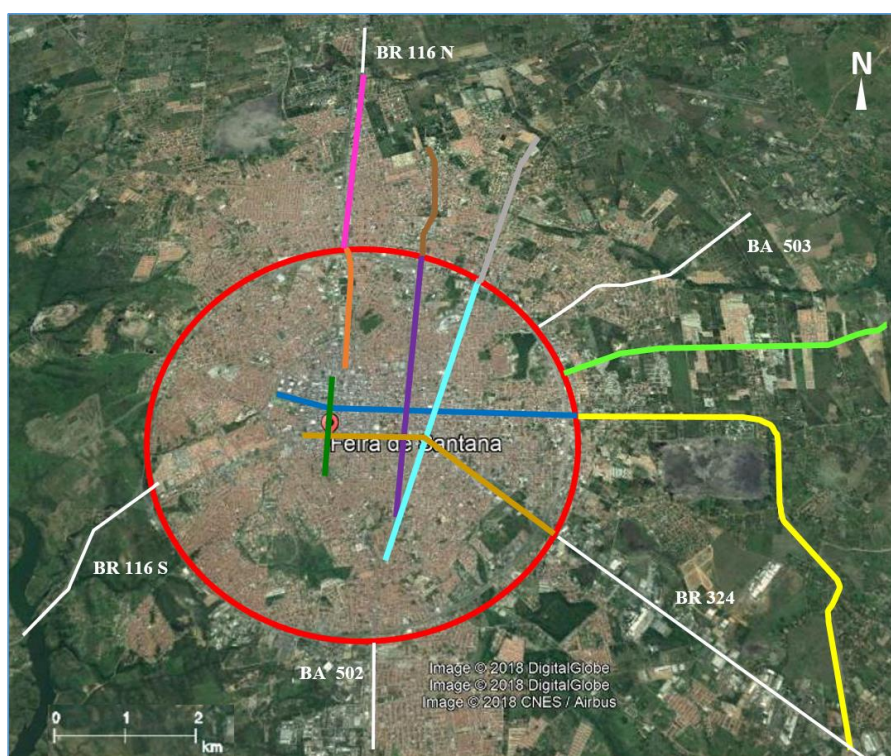 BR 116 N
N
BA 503
Feira de Santana
BR 116 S
BR 324
BA 502
Image © 2018 DigitalGlobe
Image © 2018 DigitalGlobe
Image © 2018 CNES / Airbus
0 1 2
km